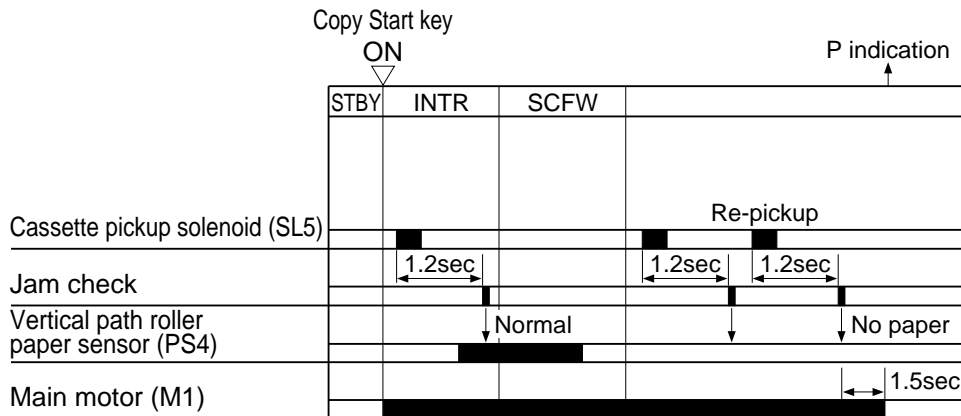 Copy Start key
ON
P indication
STBY INTR SCFW
Re-pickup
Cassette pickup solenoid (SL5)
1.2sec 1.2sec 1.2sec
Jam check
Vertical path roller
paper sensor (PS4)
Normal No paper
1.5sec
Main motor (M1)